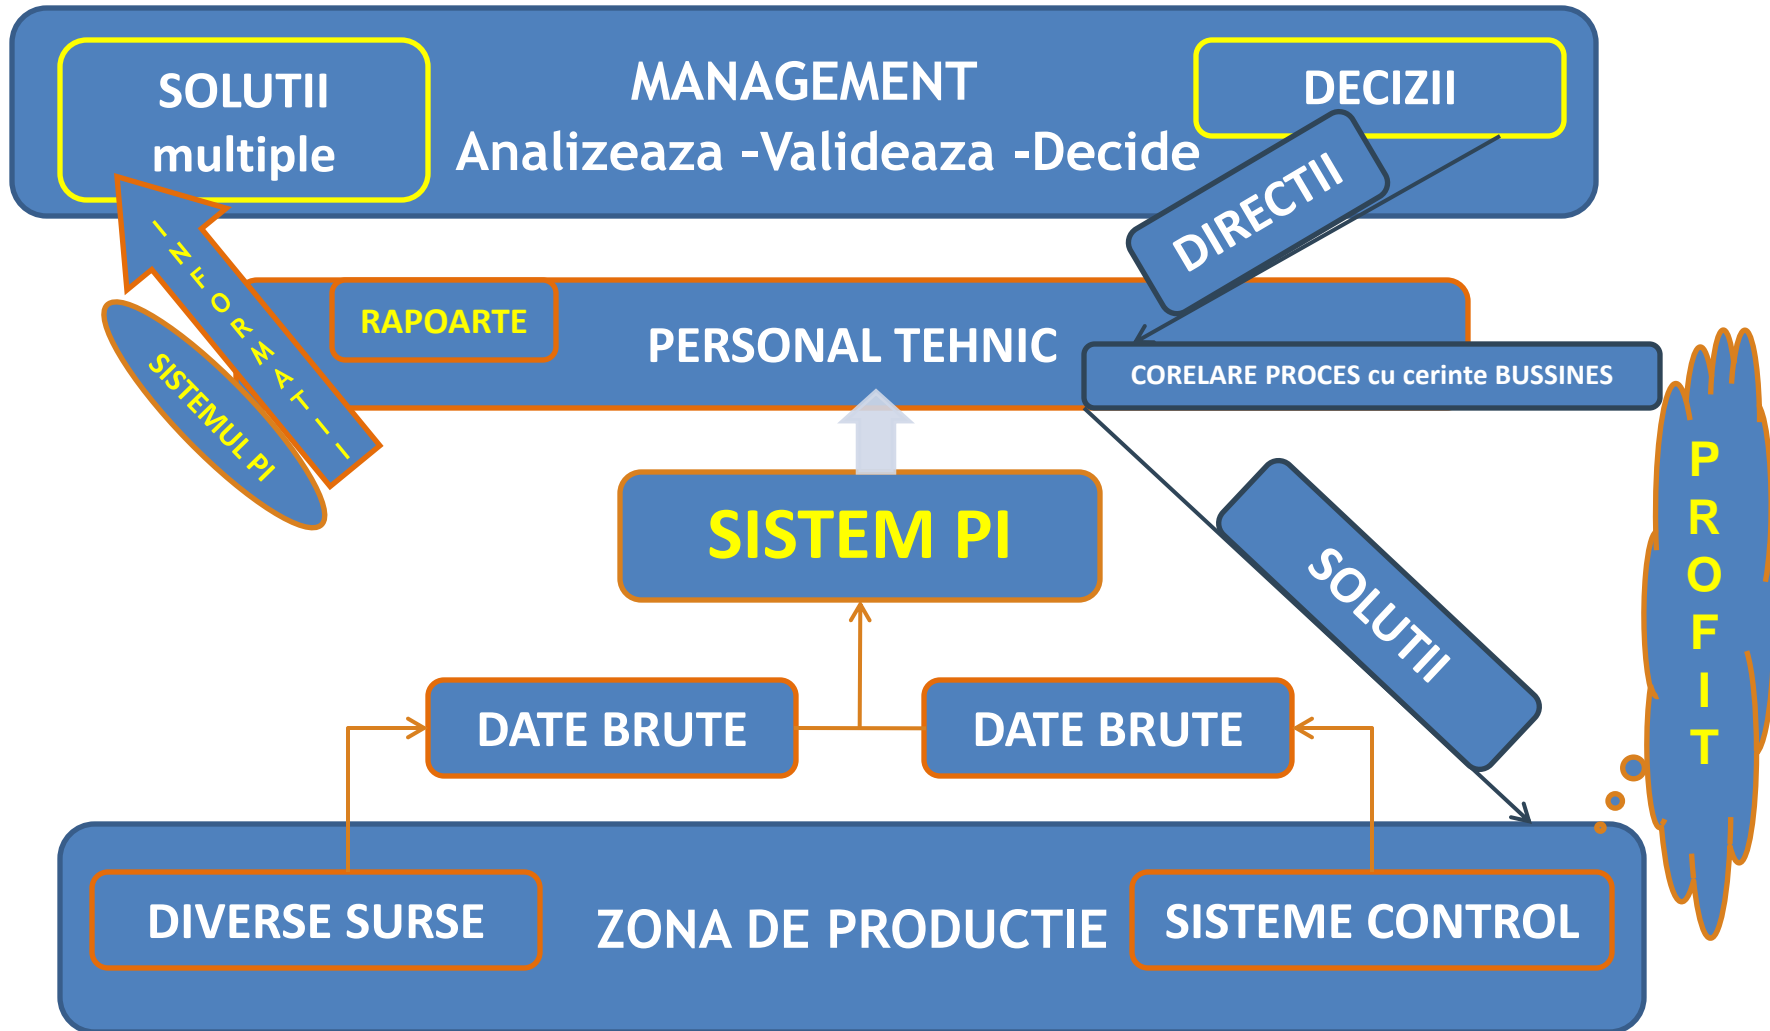 SOLUTII
multiple
MANAGEMENT
Analizeaza -Valideaza -Decide
DECIZII
DIRECTII
INFORMATII
SISTEMUL PI
RAPOARTE
PERSONAL TEHNIC
CORELARE PROCES cu cerinte BUSSINES
SISTEM PI
SOLUTII
PROFIT
DATE BRUTE
DATE BRUTE
DIVERSE SURSE
ZONA DE PRODUCTIE
SISTEME CONTROL